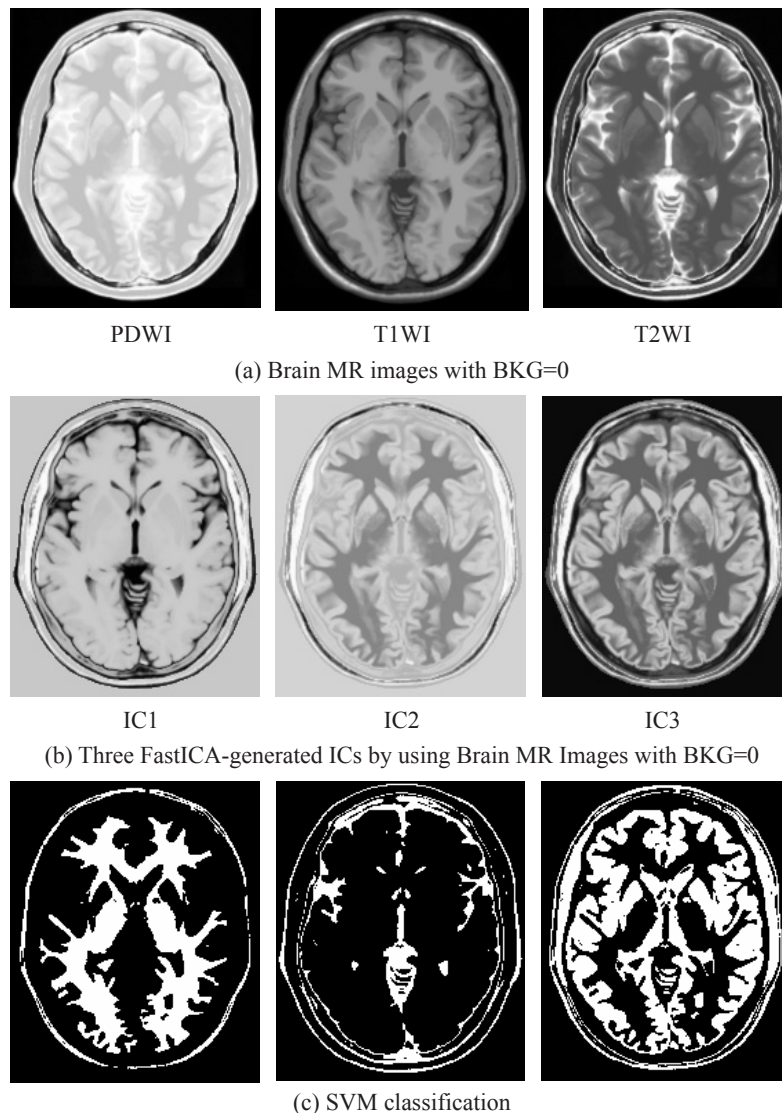 PDWI T1WI T2WI
(a) Brain MR images with BKG=0
IC1 IC2 IC3
(b) Three FastICA-generated ICs by using Brain MR Images with BKG=0
(c) SVM classification